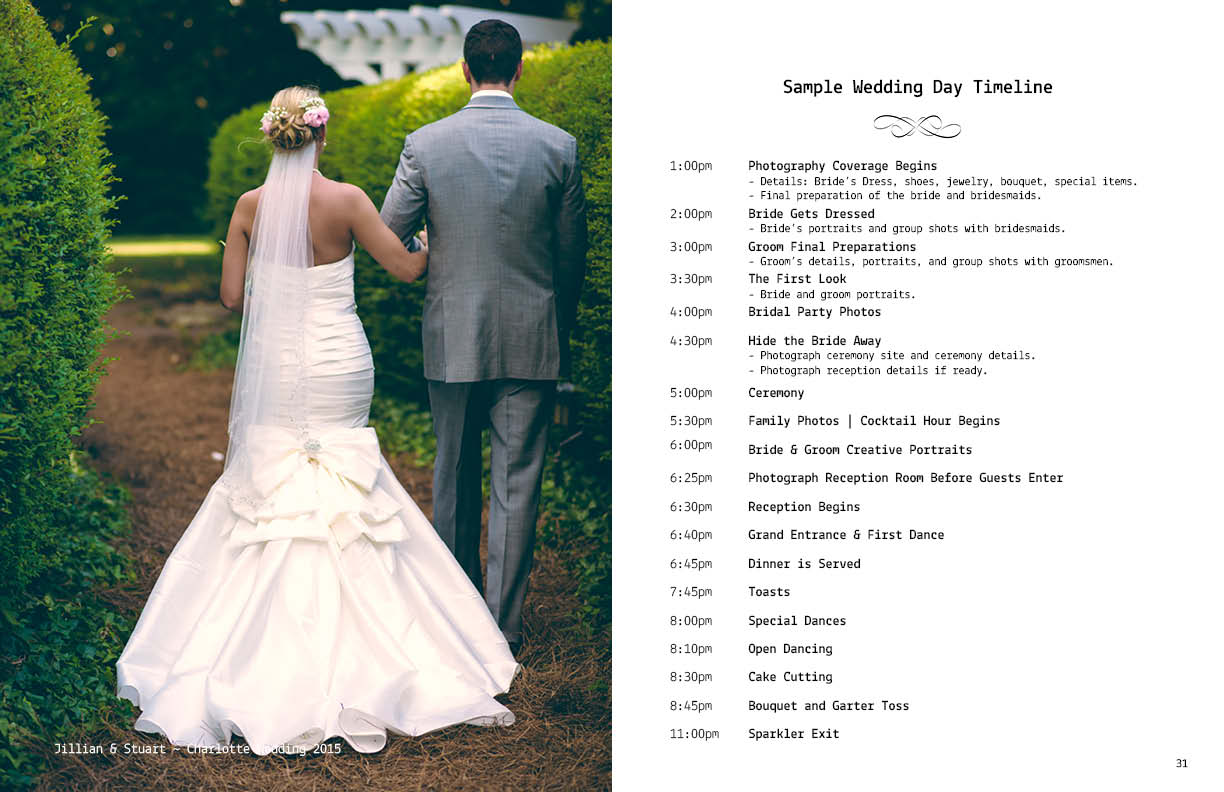 Sample Wedding Day Timeline
1:00pm Photography Coverage Begins
- Details: Bride's Dress, shoes, jewelry, bouquet, special items.
- Final preparation of the bride and bridesmaids.
2:00pm Bride Gets Dressed
- Bride's portraits and group shots with bridesmaids.
3:00pm Groom Final Preparations
- Groom's details, portraits, and group shots with groomsmen.
3:30pm The First Look
- Bride and groom portraits.
4:00pm Bridal Party Photos
4:30pm Hide the Bride Away
- Photograph ceremony site and ceremony details.
- Photograph reception details if ready.
5:00pm Ceremony
5:30pm Family Photos | Cocktail Hour Begins
6:00pm Bride & Groom Creative Portraits
6:25pm Photograph Reception Room Before Guests Enter
6:30pm Reception Begins
6:40pm Grand Entrance & First Dance
6:45pm Dinner is Served
7:45pm Toasts
8:00pm Special Dances
8:10pm Open Dancing
8:30pm Cake Cutting
8:45pm Bouquet and Garter Toss
11:00pm Sparkler Exit
Jillian & Stuart ~ Charlotte Wedding 2015
31